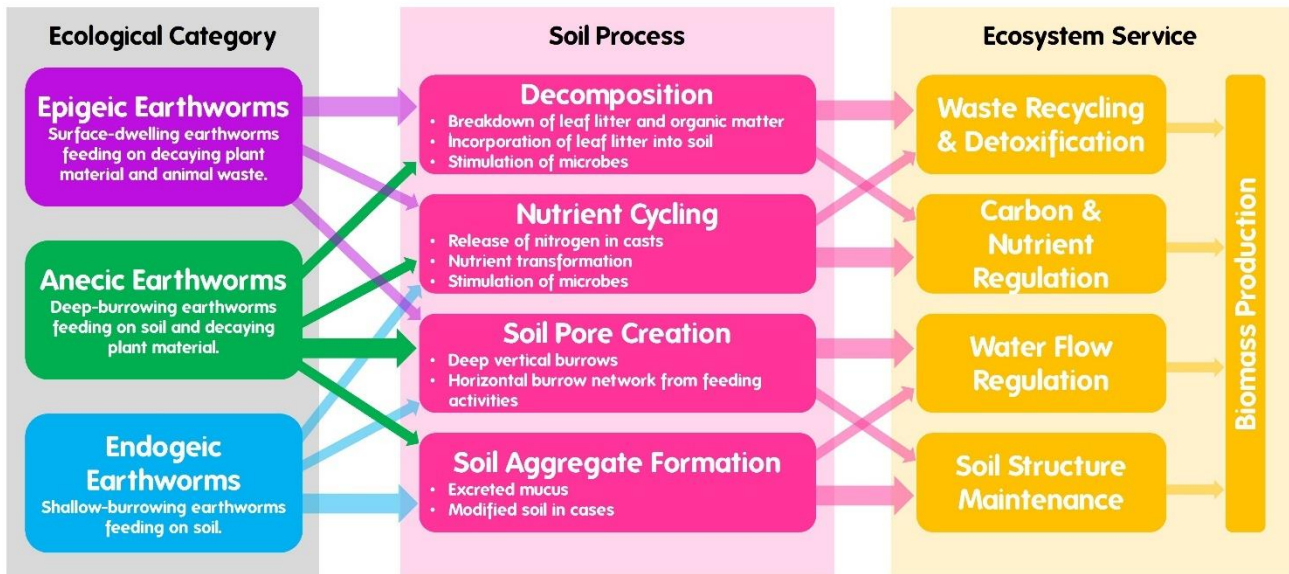 Ecological Category
Epigeic Earthworms
Surface-dwelling earthworms
feeding on decaying plant
material and animal waste.
Anecic Earthworms
Deep-burrowing earthworms
feeding on soil and decaying
plant material.
Endogeic
Earthworms
Shallow-burrowing earthworms
feeding on soil.
Soil Process
Decomposition
• Breakdown of leaf litter and organic matter
• Incorporation of leaf litter into soil
• Stimulation of microbes
Nutrient Cycling
• Release of nitrogen in casts
• Nutrient transformation
• Stimulation of microbes
Soil Pore Creation
• Deep vertical burrows
• Horizontal burrow network from feeding
activities
Soil Aggregate Formation
• Excreted mucus
• Modified soil in cases
Ecosystem Service
Waste Recycling
& Detoxification
Carbon &
Nutrient
Regulation
Water Flow
Regulation
Soil Structure
Maintenance
Biomass Production